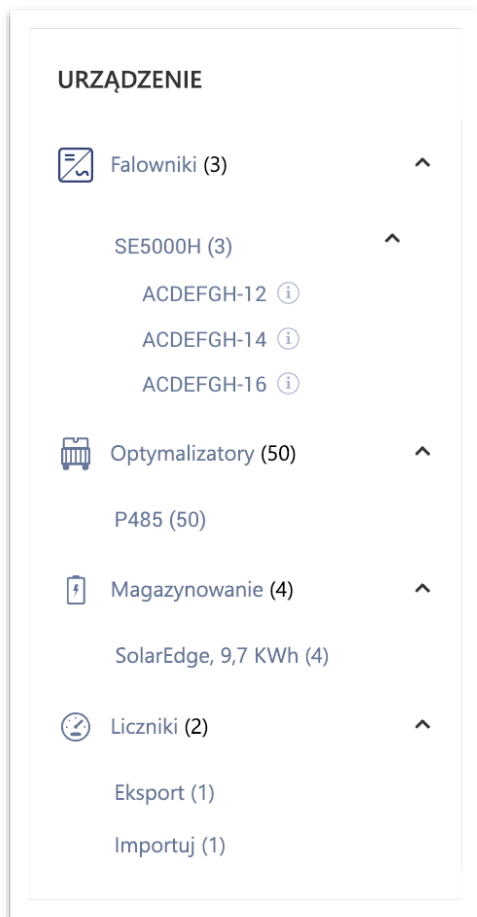 URZĄDZENIE
Falowniki (3)
SE5000H (3)
ACDEFGH-12
ACDEFGH-14
ACDEFGH-16
Optymalizatory (50)
P485 (50)
Magazynowanie (4)
SolarEdge, 9,7 KWh (4)
Liczniki (2)
Eksport (1)
Importuj (1)